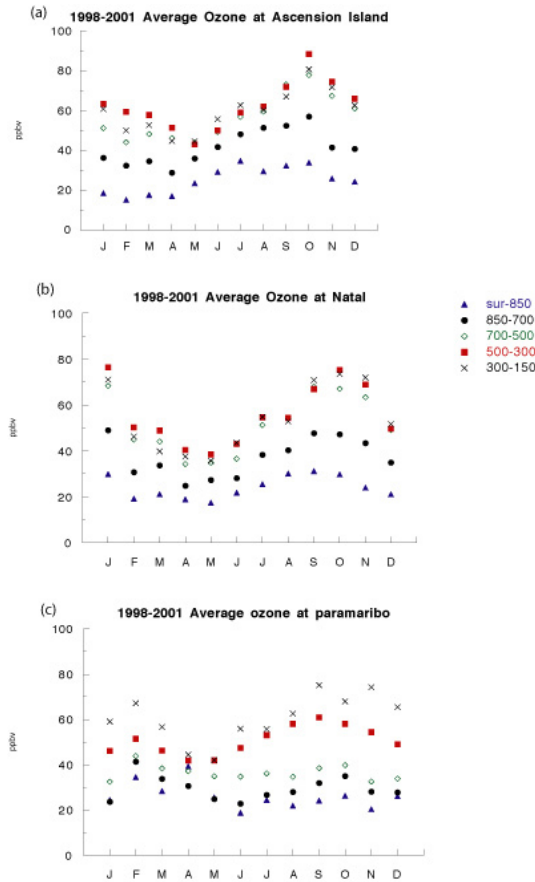 (a)
1998-2001 Average Ozone at Ascension Island
100
80
60
40
20
0
ppbv
J F M A M J J A S O N D
(b)
1998-2001 Average Ozone at Natal
100
80
60
40
20
0
ppbv
J F M A M J J A S O N D
sur-850
850-700
700-500
500-300
300-150
(c)
1998-2001 Average ozone at paramaribo
100
80
60
40
20
0
ppbv
J F M A M J J A S O N D